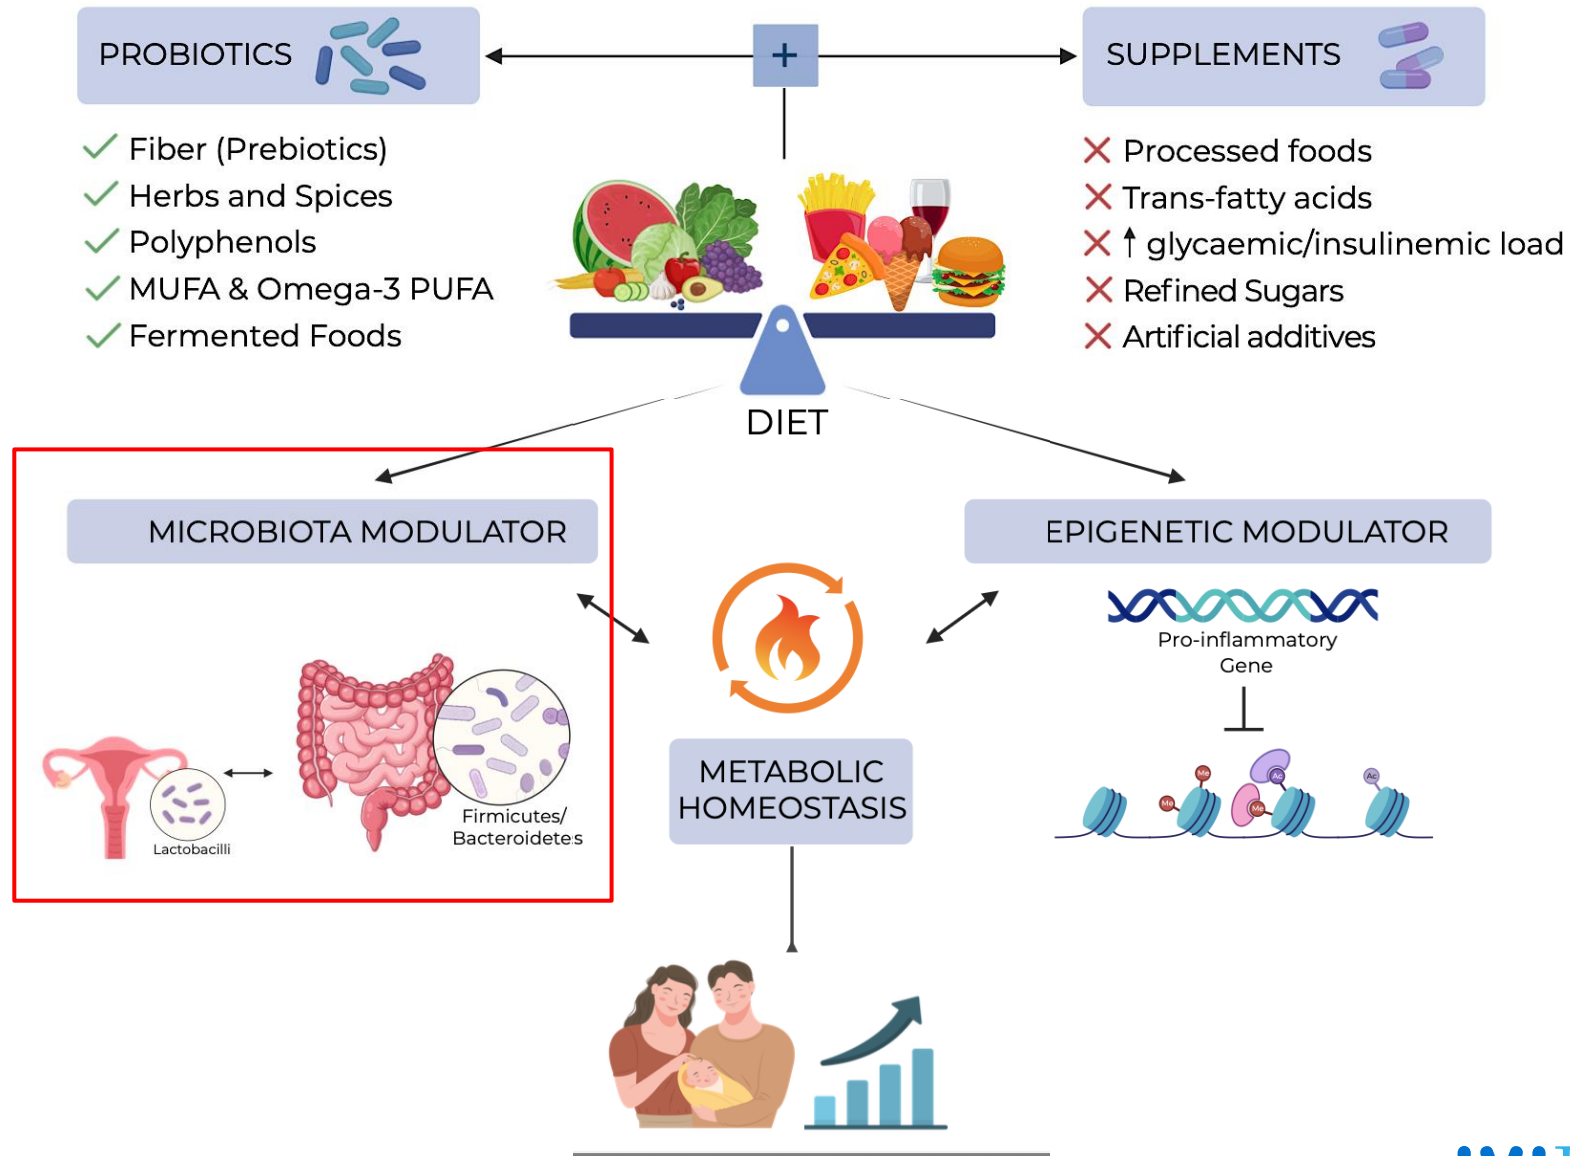 PROBIOTICS
+
SUPPLEMENTS
Fiber (Prebiotics)
Herbs and Spices
Polyphenols
MUFA & Omega-3 PUFA
Fermented Foods
Processed foods
Trans-fatty acids
↑ glycaemic/insulinemic load
Refined Sugars
Artificial additives
DIET
MICROBIOTA MODULATOR
EPIGENETIC MODULATOR
Pro-inflammatory
Gene
Lactobacilli
Firmicutes/
Bacteroidetes
METABOLIC
HOMEOSTASIS
Me
Me
Ac
Me
Ac